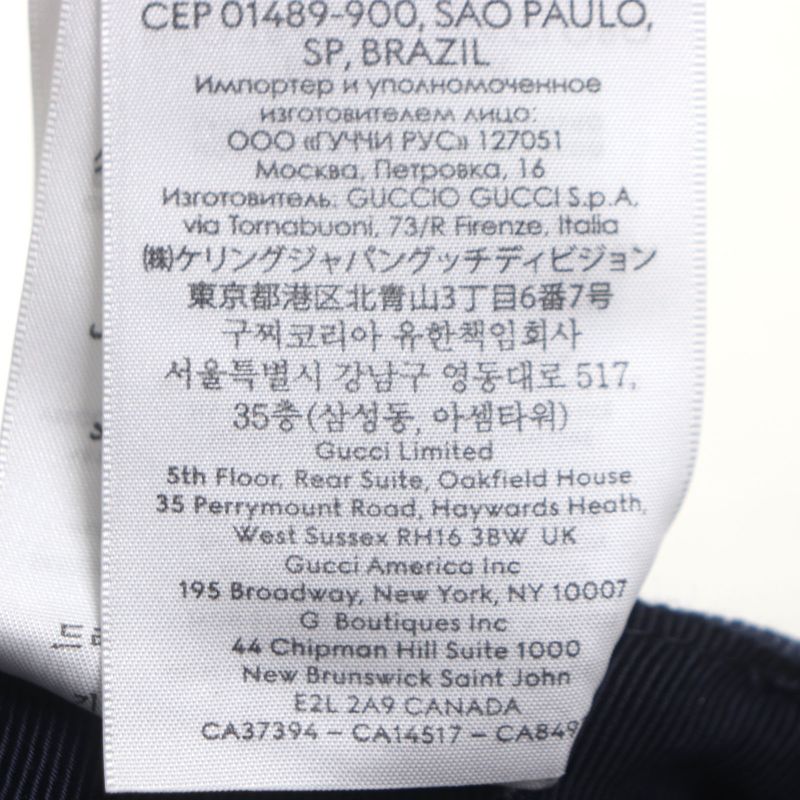 CEP 01489-900, SAO PAULO,
SP, BRAZIL
Импортер и уполномоченное
изготовителем лицо:
ООО «ГУЧЧИ РУС» 127051
Москва, Петровка, 16
Изготовитель: GUCCIO GUCCI S.p.A.
via Tornabuoni, 73/R Firenze, Italia
㈱ケリングジャパングッチディビジョン
東京都港区北青山3丁目6番7号
구찌코리아 유한책임회사
서울특별시 강남구 영동대로 517,
35층(삼성동, 아셈타워)
Gucci Limited
5th Floor, Rear Suite, Oakfield House
35 Perrymount Road, Haywards Heath,
West Sussex RH16 3BW UK
Gucci America Inc
195 Broadway, New York, NY 10007
G Boutiques Inc
44 Chipman Hill Suite 1000
New Brunswick Saint John
E2L 2A9 CANADA
CA37394 – CA14517 – CA849